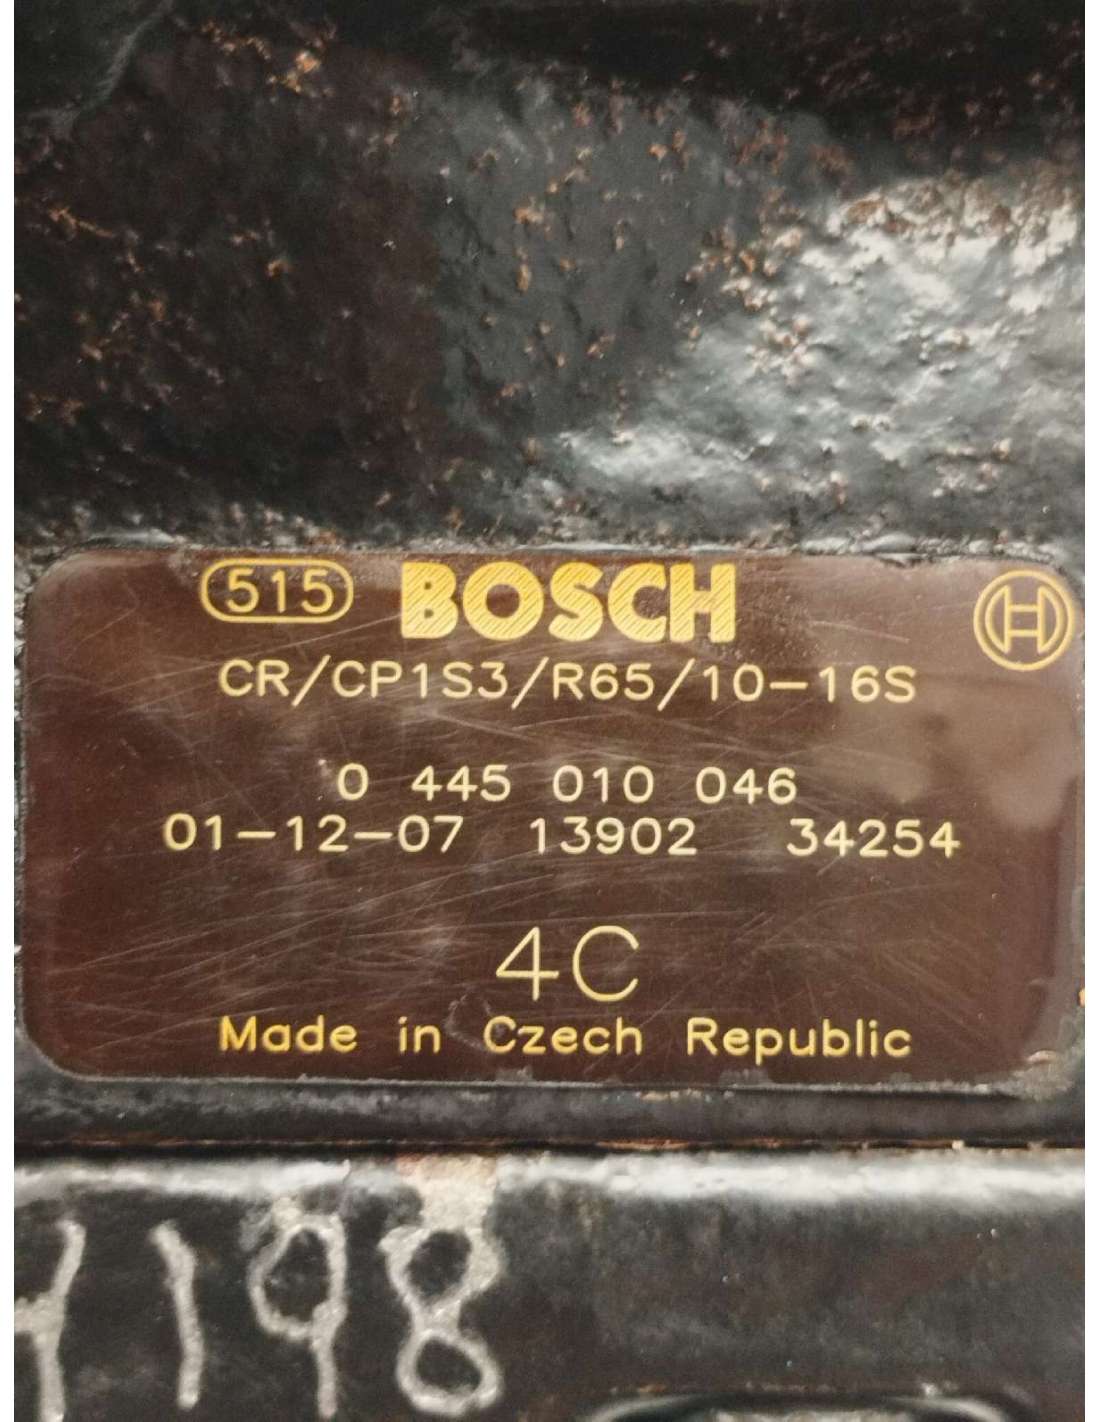 515 BOSCH
CR/CP1S3/R65/10-16S
0 445 010 046
01-12-07 13902 34254
4C
Made in Czech Republic
198